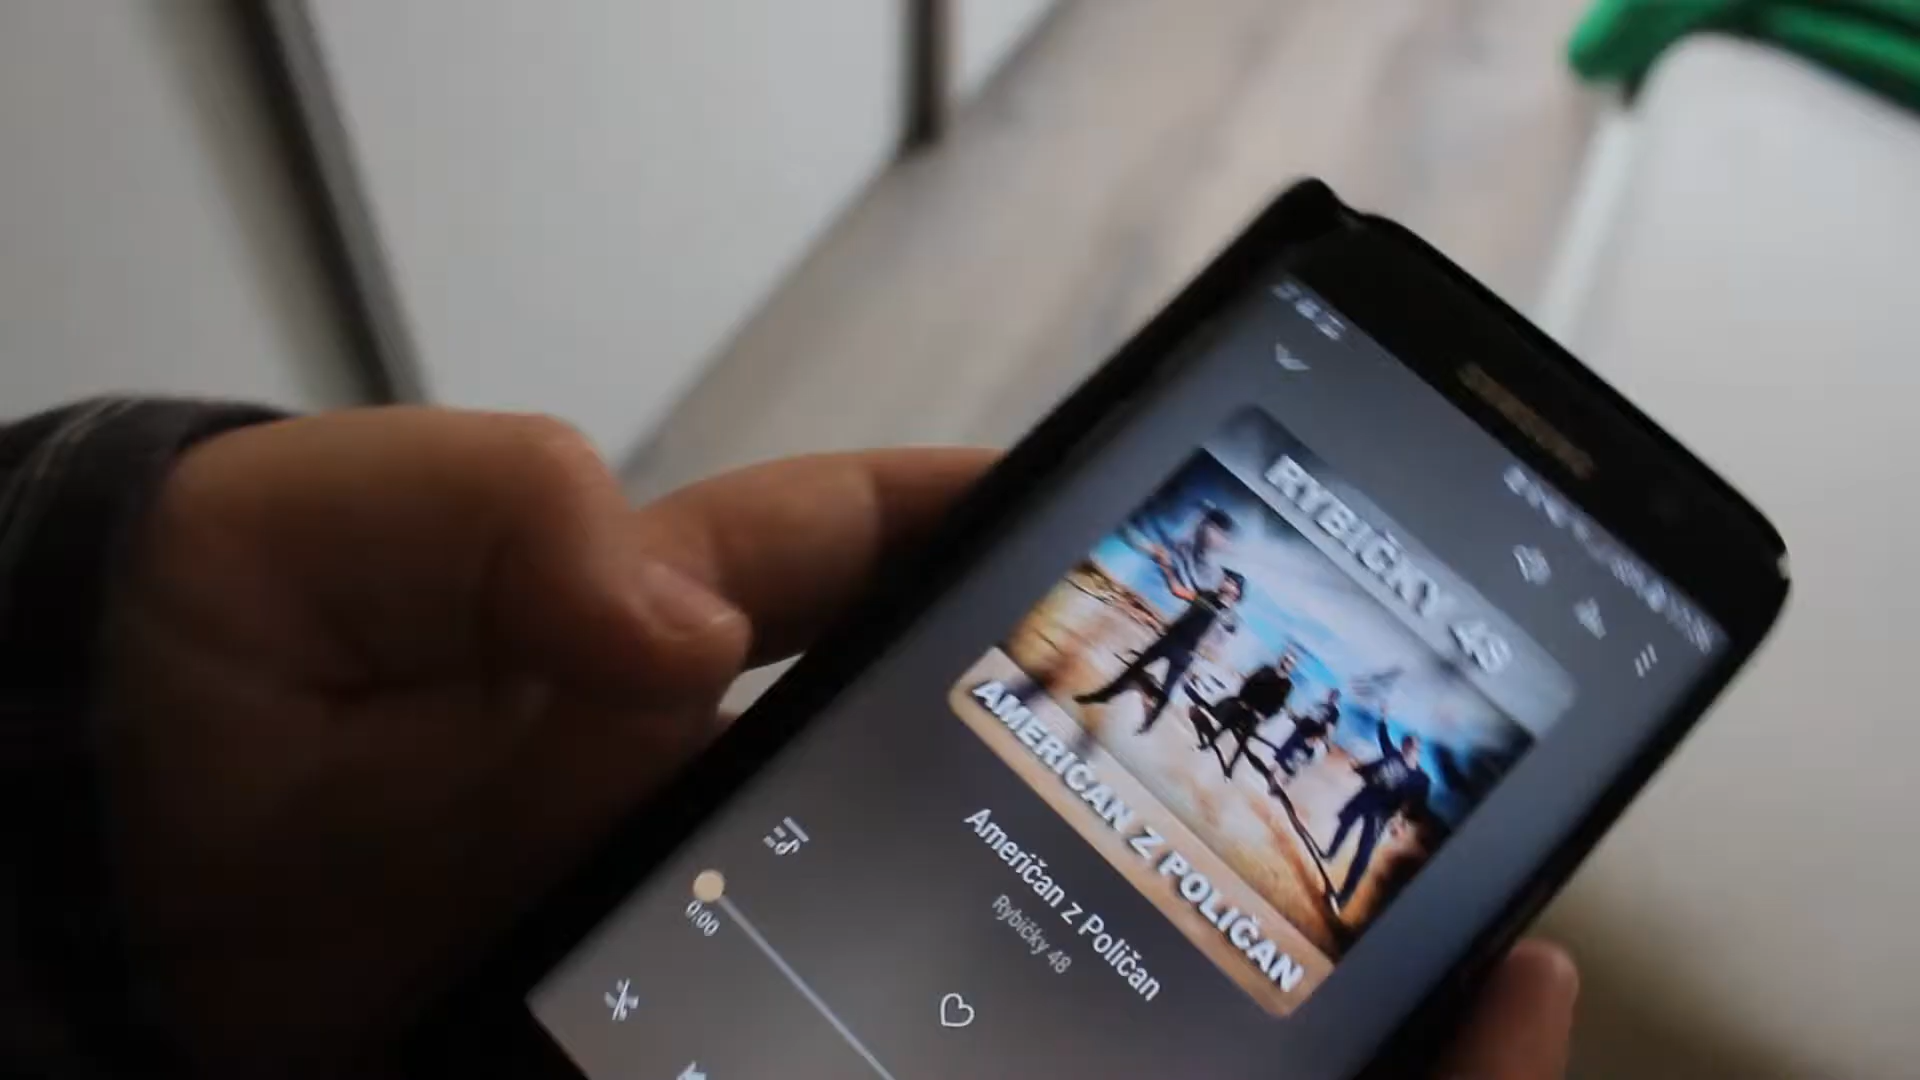 RYBIČKY 48
AMERIČAN Z POLIČAN
Američan z Poličan
Rybičky 48
0:00